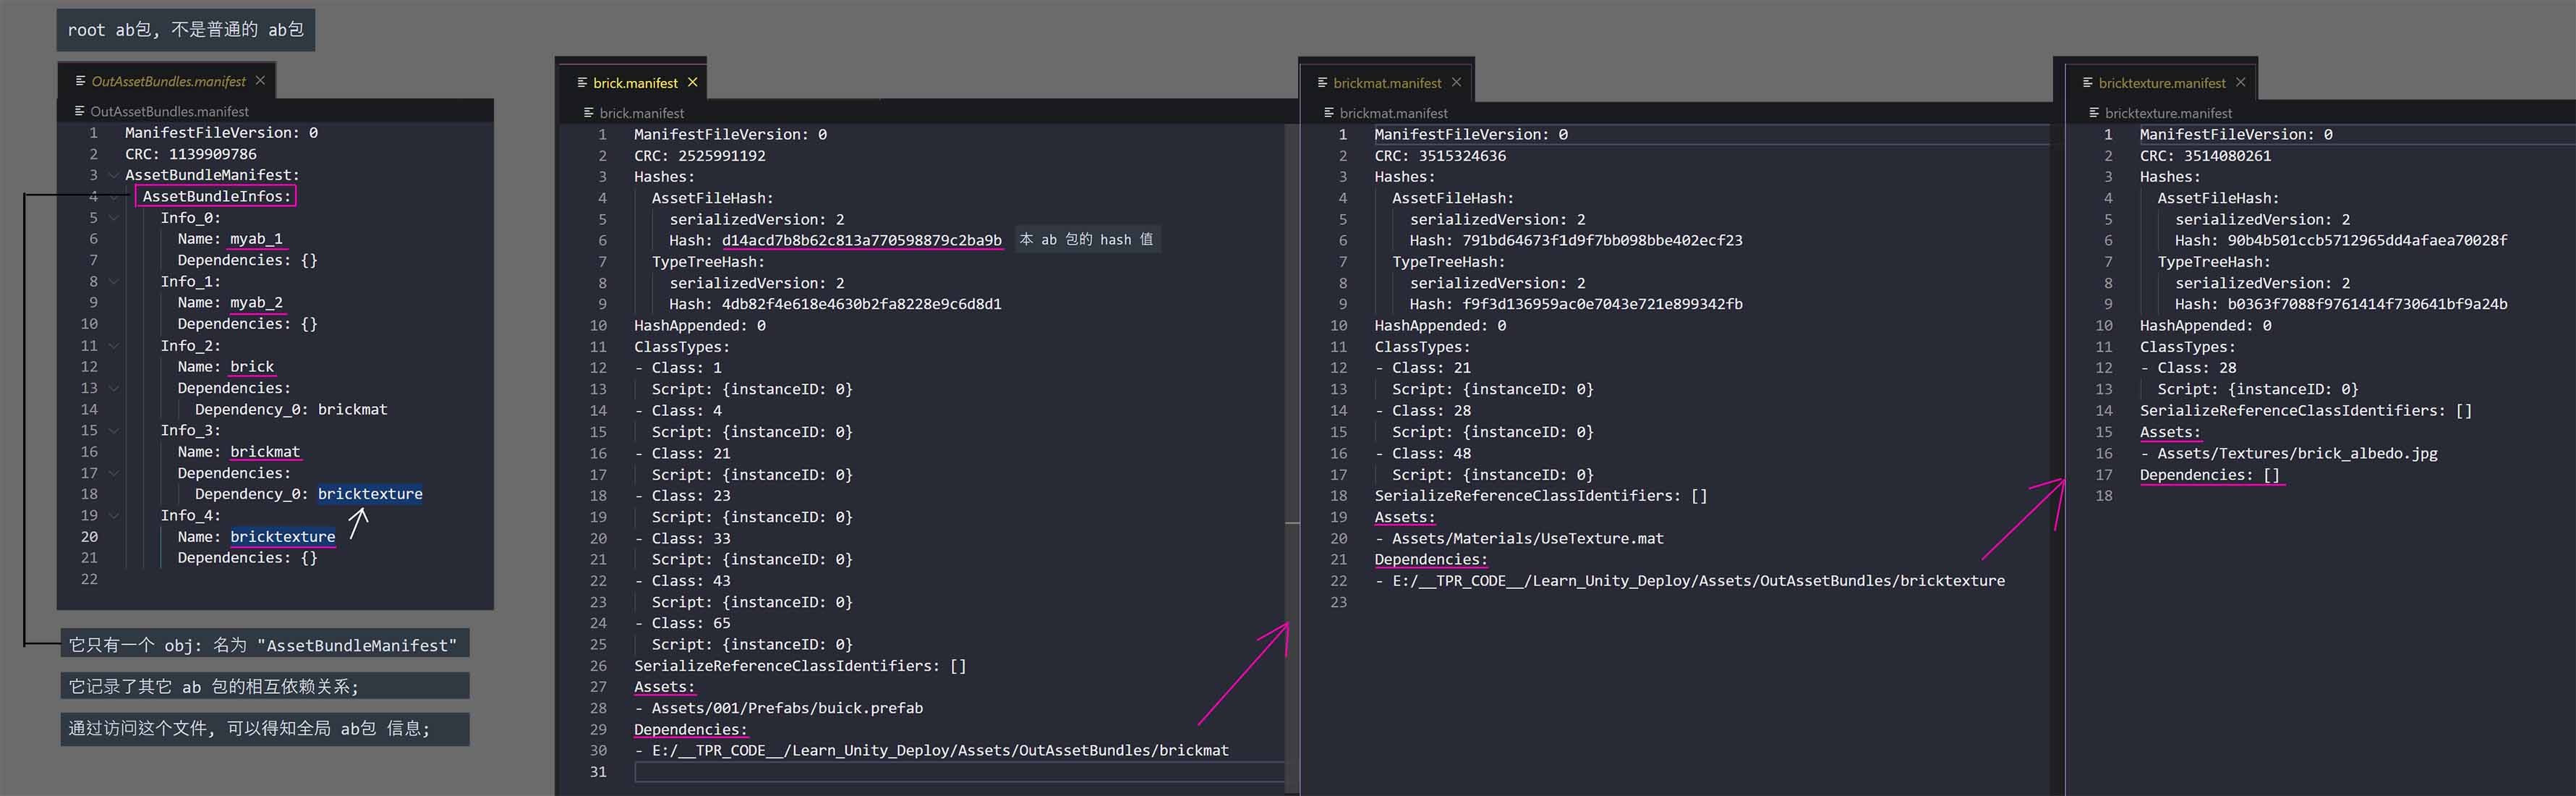 root ab包, 不是普通的 ab包
OutAssetBundles.manifest
OutAssetBundles.manifest
1 ManifestFileVersion: 0
2 CRC: 1139909786
3 AssetBundleManifest:
4 AssetBundleInfos:
5 Info_0:
6 Name: myab_1
7 Dependencies: {}
8 Info_1:
9 Name: myab_2
10 Dependencies: {}
11 Info_2:
12 Name: brick
13 Dependencies:
14 Dependency_0: brickmat
15 Info_3:
16 Name: brickmat
17 Dependencies:
18 Dependency_0: bricktexture
19 Info_4:
20 Name: bricktexture
21 Dependencies: {}
22
它只有一个 obj: 名为 "AssetBundleManifest"
它记录了其它 ab 包的相互依赖关系;
通过访问这个文件, 可以得知全局 ab包 信息;
brick.manifest
brick.manifest
1 ManifestFileVersion: 0
2 CRC: 2525991192
3 Hashes:
4 AssetFileHash:
5 serializedVersion: 2
6 Hash: d14acd7b8b62c813a770598879c2ba9b
本 ab 包的 hash 值
7 TypeTreeHash:
8 serializedVersion: 2
9 Hash: 4db82f4e618e4630b2fa8228e9c6d8d1
10 HashAppended: 0
11 ClassTypes:
12 - Class: 1
13 Script: {instanceID: 0}
14 - Class: 4
15 Script: {instanceID: 0}
16 - Class: 21
17 Script: {instanceID: 0}
18 - Class: 23
19 Script: {instanceID: 0}
20 - Class: 33
21 Script: {instanceID: 0}
22 - Class: 43
23 Script: {instanceID: 0}
24 - Class: 65
25 Script: {instanceID: 0}
26 SerializeReferenceClassIdentifiers: []
27 Assets:
28 - Assets/001/Prefabs/buick.prefab
29 Dependencies:
30 - E:/__TPR_CODE__/Learn_Unity_Deploy/Assets/OutAssetBundles/brickmat
31
brickmat.manifest
brickmat.manifest
1 ManifestFileVersion: 0
2 CRC: 3515324636
3 Hashes:
4 AssetFileHash:
5 serializedVersion: 2
6 Hash: 791bd64673f1d9f7bb098bbe402ecf23
7 TypeTreeHash:
8 serializedVersion: 2
9 Hash: f9f3d136959ac0e7043e721e899342fb
10 HashAppended: 0
11 ClassTypes:
12 - Class: 21
13 Script: {instanceID: 0}
14 - Class: 28
15 Script: {instanceID: 0}
16 - Class: 48
17 Script: {instanceID: 0}
18 SerializeReferenceClassIdentifiers: []
19 Assets:
20 - Assets/Materials/UseTexture.mat
21 Dependencies:
22 - E:/__TPR_CODE__/Learn_Unity_Deploy/Assets/OutAssetBundles/bricktexture
23
bricktexture.manifest
bricktexture.manifest
1 ManifestFileVersion: 0
2 CRC: 3514080261
3 Hashes:
4 AssetFileHash:
5 serializedVersion: 2
6 Hash: 90b4b501ccb5712965dd4afaea70028f
7 TypeTreeHash:
8 serializedVersion: 2
9 Hash: b0363f7088f9761414f730641bf9a24b
10 HashAppended: 0
11 ClassTypes:
12 - Class: 28
13 Script: {instanceID: 0}
14 SerializeReferenceClassIdentifiers: []
15 Assets:
16 - Assets/Textures/brick_albedo.jpg
17 Dependencies: []
18